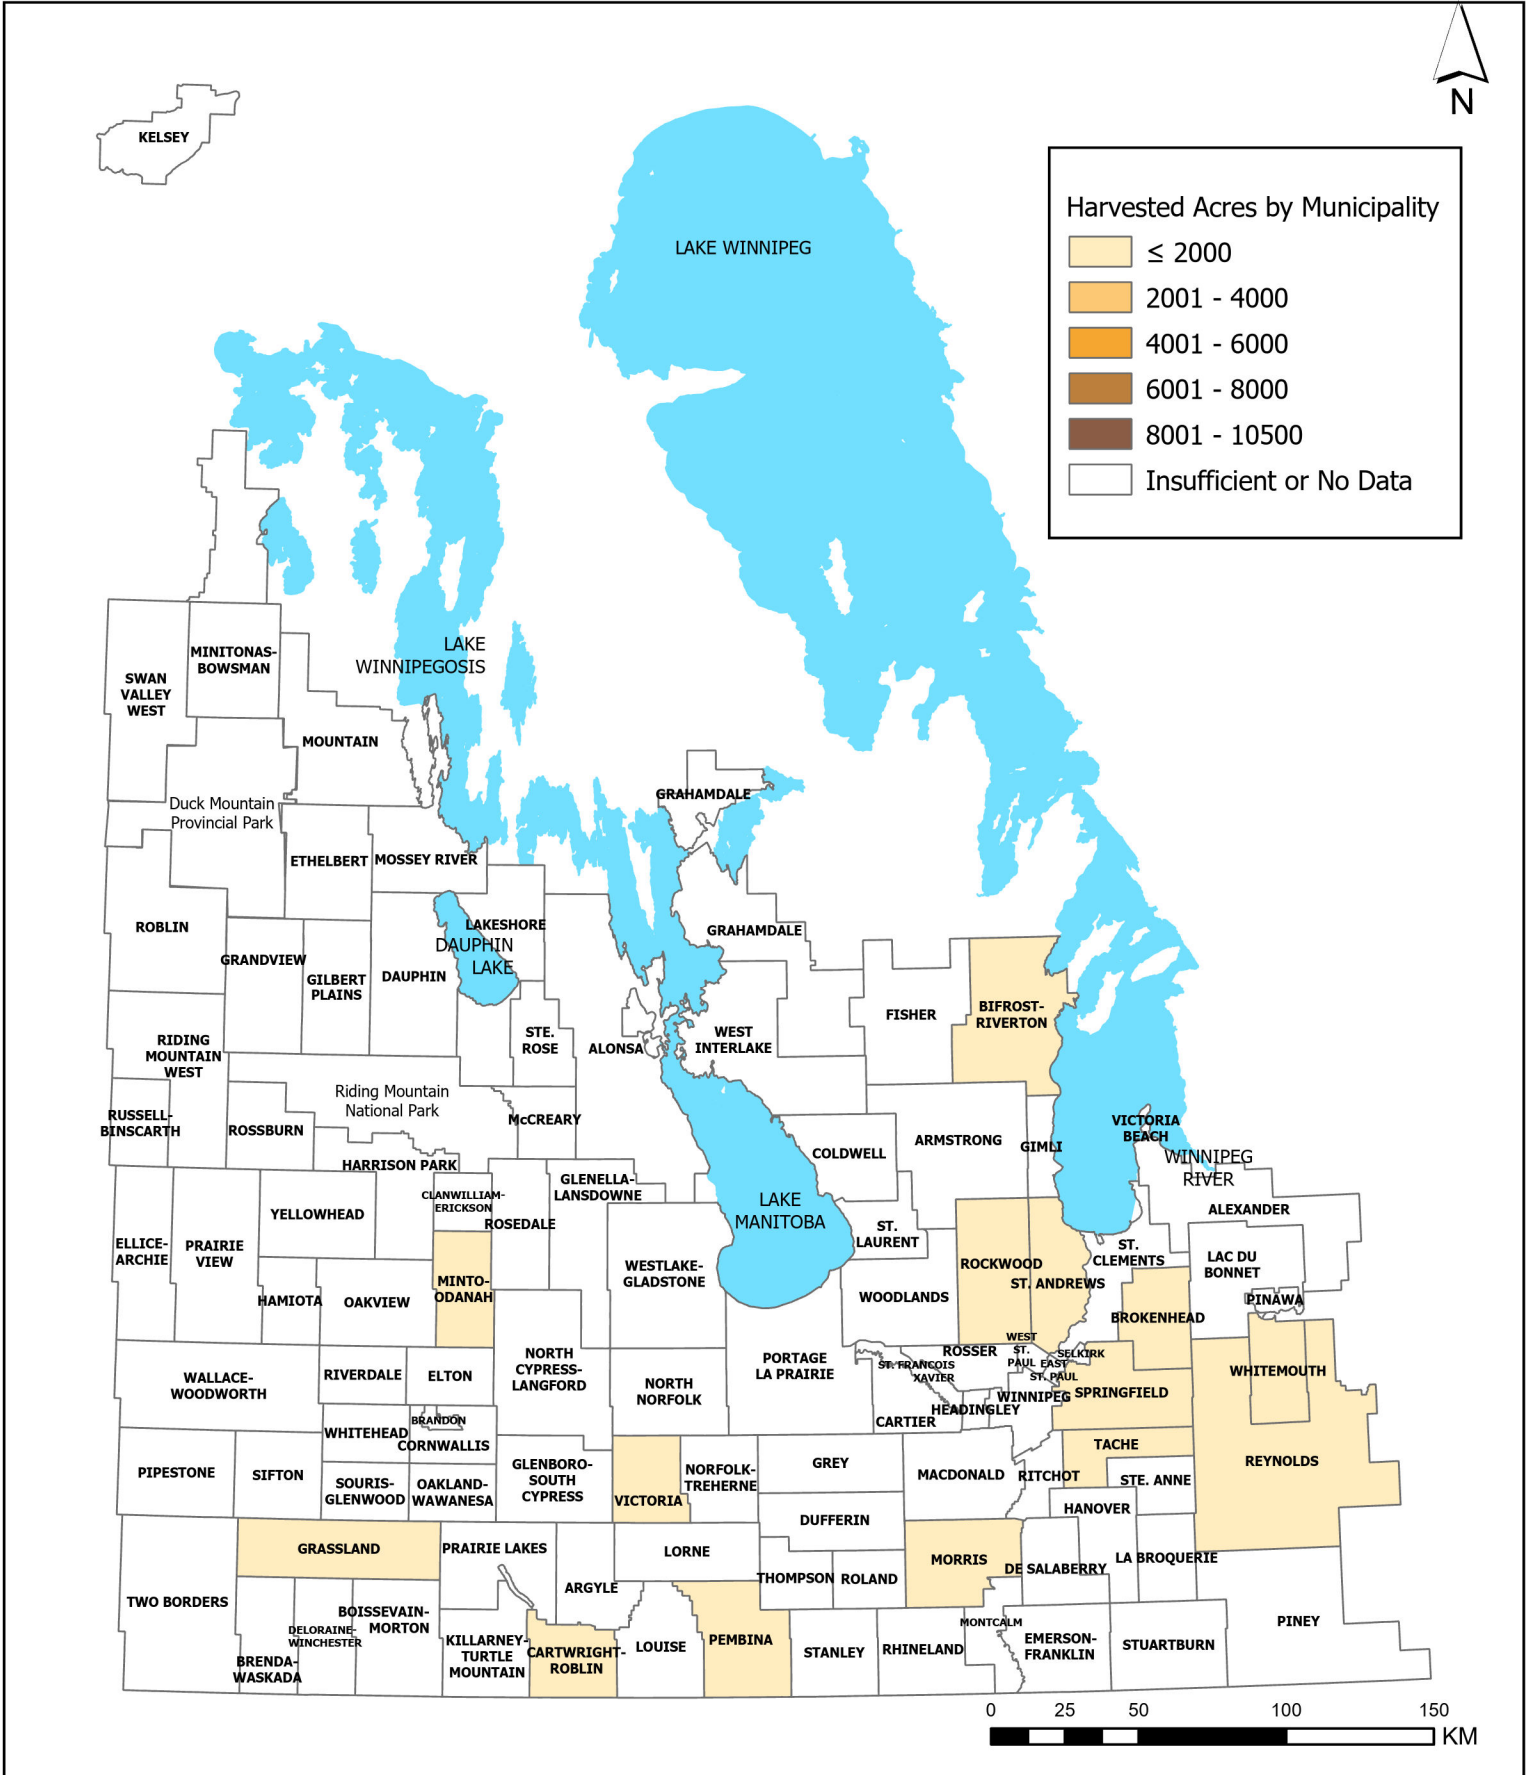 N
KELSEY
Harvested Acres by Municipality
≤ 2000
2001 - 4000
4001 - 6000
6001 - 8000
8001 - 10500
Insufficient or No Data
LAKE WINNIPEG
LAKE
WINNIPEGOSIS
MINITONAS-
BOWSMAN
SWAN
VALLEY
WEST
MOUNTAIN
Duck Mountain
Provincial Park
GRAHAMDALE
ETHELBERT
MOSSEY RIVER
ROBLIN
LAKESHORE
DAUPHIN
LAKE
GRAHAMDALE
GRANDVIEW
GILBERT
PLAINS
DAUPHIN
FISHER
BIFROST-
RIVERTON
STE.
ROSE
ALONSA
WEST
INTERLAKE
RIDING
MOUNTAIN
WEST
Riding Mountain
National Park
RUSSELL-
BINSCARTH
ROSSBURN
McCREARY
VICTORIA
BEACH
ARMSTRONG
GIMLI
COLDWELL
WINNIPEG
RIVER
HARRISON PARK
CLANWILLIAM-
ERICKSON
GLENELLA-
LANSDOWNE
LAKE
MANITOBA
ALEXANDER
YELLOWHEAD
ROSEDALE
ST.
LAURENT
ELLICE-
ARCHIE
PRAIRIE
VIEW
ST.
CLEMENTS
LAC DU
BONNET
ROCKWOOD
ST. ANDREWS
WESTLAKE-
GLADSTONE
MINTO-
ODANAH
HAMIOTA
OAKVIEW
WOODLANDS
PINAWA
BROKENHEAD
WEST
ST.
PAUL
ROSSER
SELKIRK
EAST
ST. PAUL
ST. FRANCOIS
XAVIER
WHITEMOUTH
NORTH
CYPRESS-
LANGFORD
PORTAGE
LA PRAIRIE
RIVERDALE
ELTON
WALLACE-
WOODWORTH
NORTH
NORFOLK
WINNIPEG
SPRINGFIELD
HEADINGLEY
CARTIER
BRANDON
WHITEHEAD
CORNWALLIS
TACHE
GREY
REYNOLDS
PIPESTONE
SIFTON
SOURIS-
GLENWOOD
OAKLAND-
WAWANESA
GLENBORO-
SOUTH
CYPRESS
VICTORIA
NORFOLK-
TREHERNE
MACDONALD
RITCHOT
STE. ANNE
HANOVER
DUFFERIN
GRASSLAND
PRAIRIE LAKES
LORNE
MORRIS
DE SALABERRY
LA BROQUERIE
THOMPSON
ROLAND
ARGYLE
TWO BORDERS
BOISSEVAIN-
MORTON
DELORAINE-
WINCHESTER
BRENDA-
WASKADA
KILLARNEY-
TURTLE
MOUNTAIN
CARTWRIGHT-
ROBLIN
LOUISE
PEMBINA
STANLEY
RHINELAND
MONTCALM
EMERSON-
FRANKLIN
STUARTBURN
PINEY
0 25 50 100 150
KM